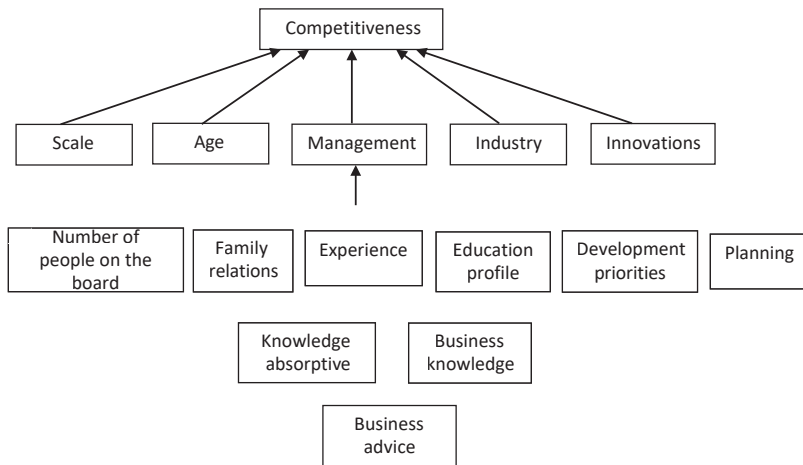 Competitiveness
Scale
Age
Management
Industry
Innovations
Number of
people on the
board
Family
relations
Experience
Education
profile
Development
priorities
Planning
Knowledge
absorptive
Business
knowledge
Business
advice